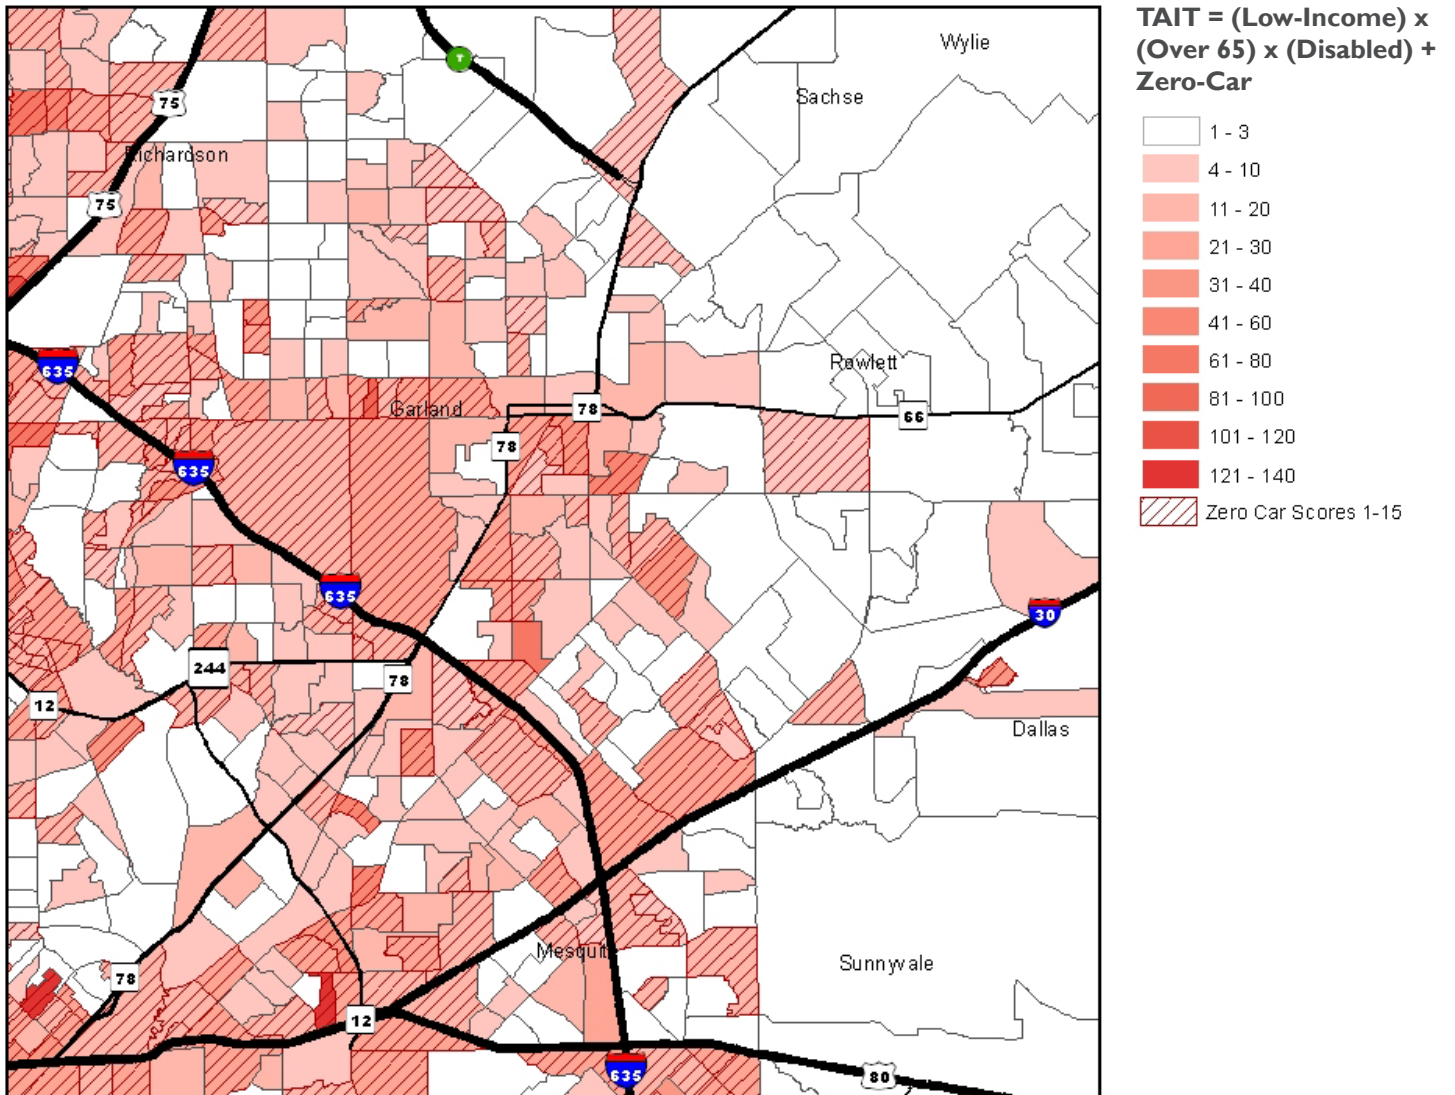 TAIT = (Low-Income) x
(Over 65) x (Disabled) +
Zero-Car
1 - 3
4 - 10
11 - 20
21 - 30
31 - 40
41 - 60
61 - 80
81 - 100
101 - 120
121 - 140
Zero Car Scores 1-15
Wylie
T
Sachse
75
Richardson
75
635
Rowlett
Garland
78
66
78
635
635
30
244
78
12
Dallas
Mesquit
Sunnyvale
78
12
635
80